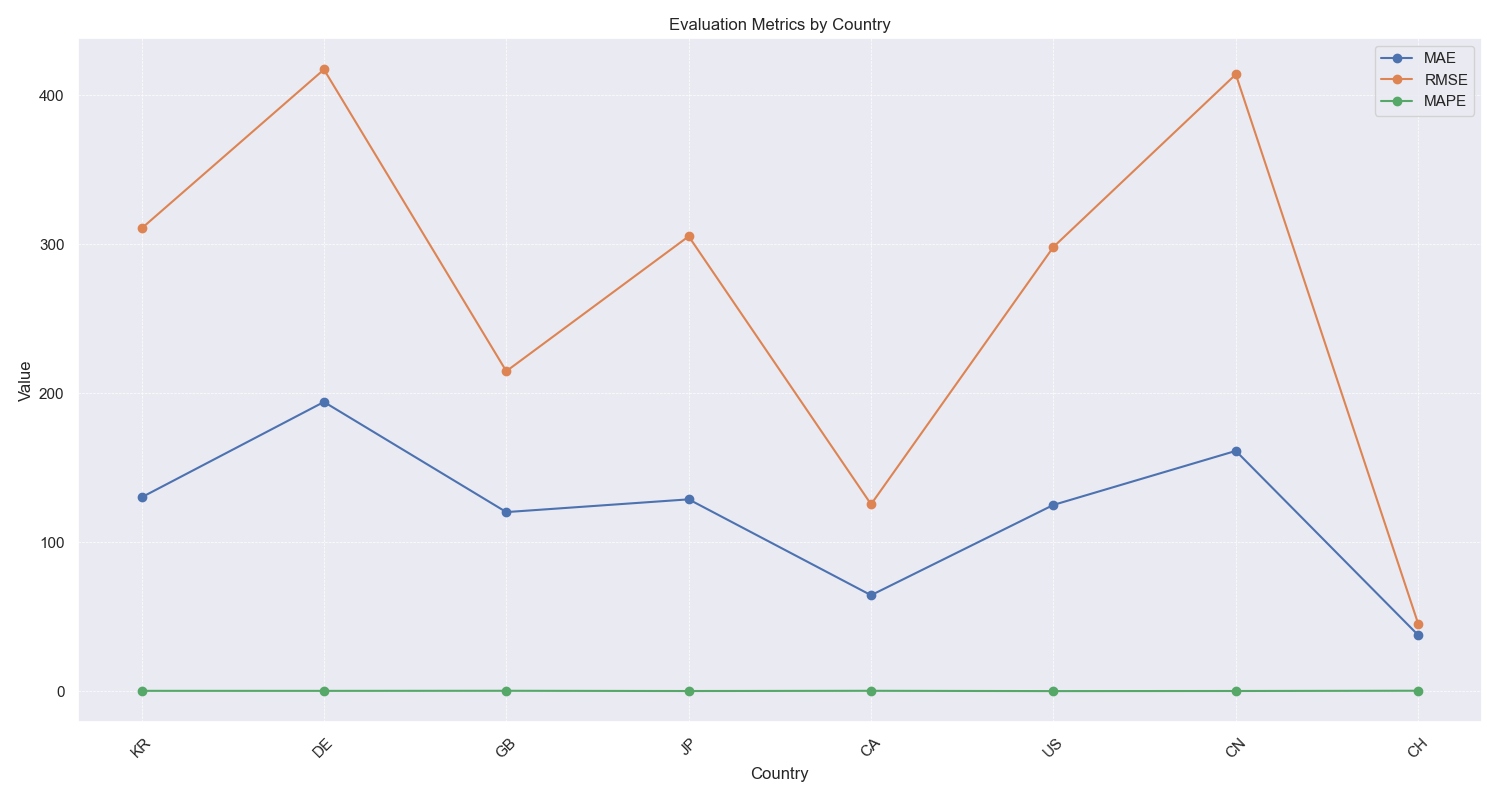 Evaluation Metrics by Country
MAE
RMSE
MAPE
400
300
200
100
0
Value
KR
DE
GB
JP
CA
US
CN
CH
Country